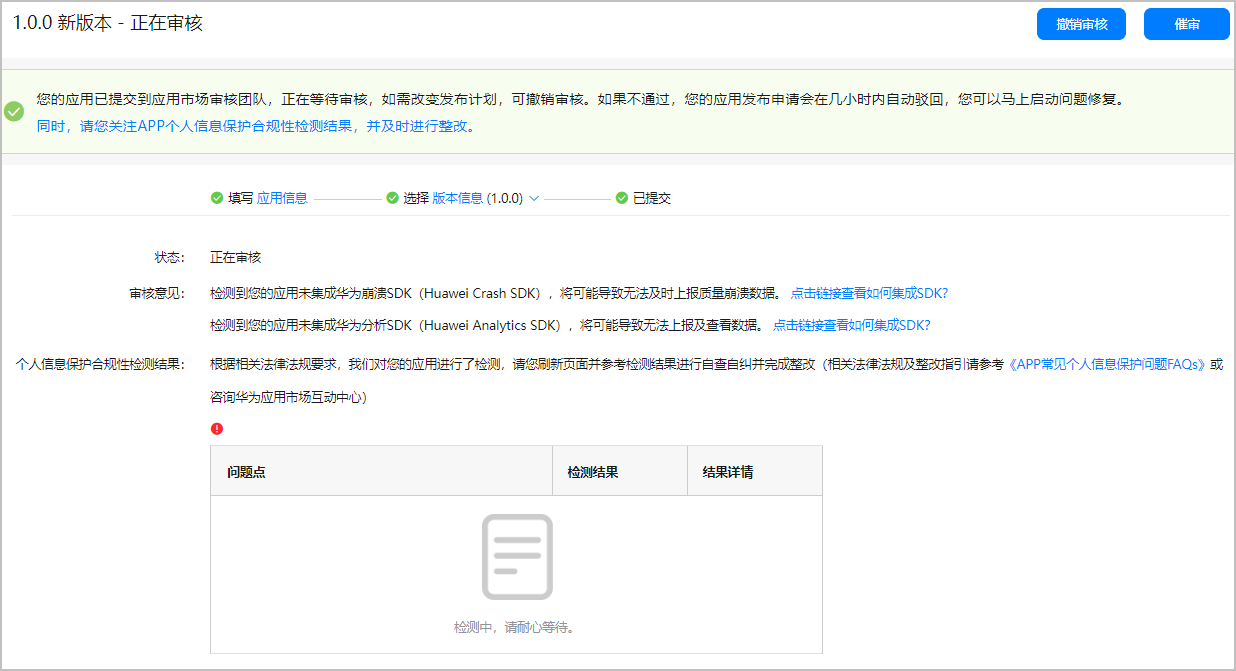 1.0.0 新版本 - 正在审核
撤销审核
催审
您的应用已提交到应用市场审核团队，正在等待审核，如需改变发布计划，可撤销审核。如果不通过，您的应用发布申请会在几小时内自动驳回，您可以马上启动问题修复。
同时，请您关注APP个人信息保护合规性检测结果，并及时进行整改。
填写 应用信息 选择 版本信息 (1.0.0) 已提交
状态： 正在审核
审核意见： 检测到您的应用未集成华为崩溃SDK（Huawei Crash SDK），将可能导致无法及时上报质量崩溃数据。 点击链接查看如何集成SDK?
检测到您的应用未集成华为分析SDK（Huawei Analytics SDK），将可能导致无法上报及查看数据。 点击链接查看如何集成SDK?
个人信息保护合规性检测结果： 根据相关法律法规要求，我们对您的应用进行了检测，请您刷新页面并参考检测结果进行自查自纠并完成整改（相关法律法规及整改指引请参考《APP常见个人信息保护问题FAQs》或
咨询华为应用市场互动中心）
问题点 检测结果 结果详情
检测中，请耐心等待。